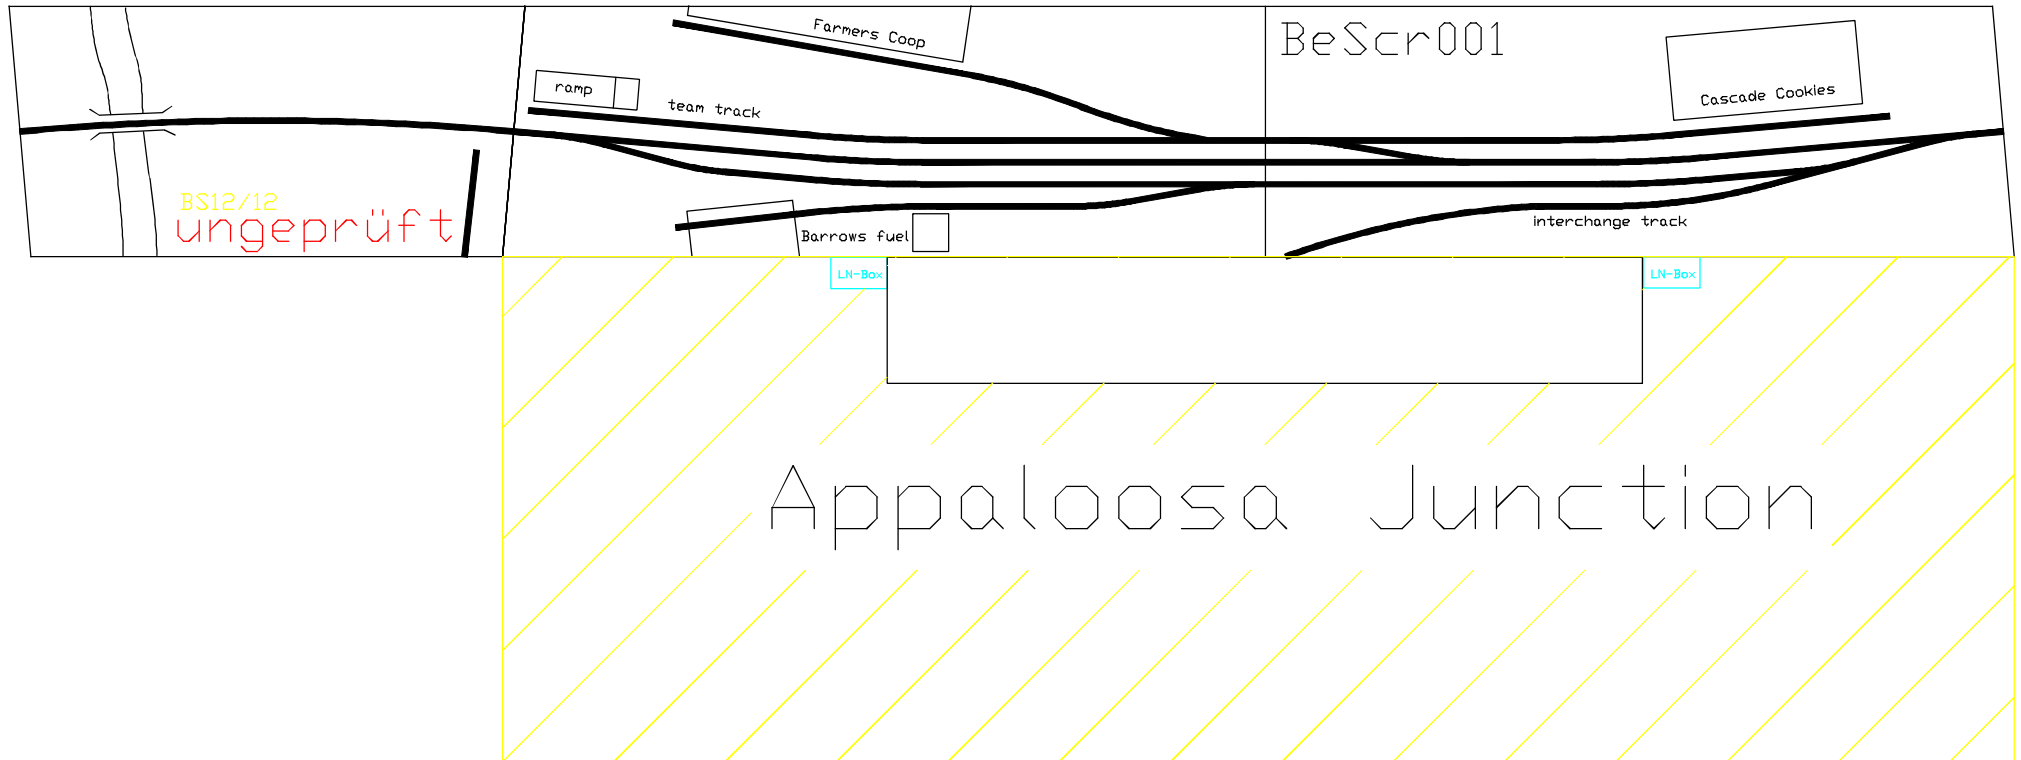 Farmers Coop
BeScr001
ramp
team track
Cascade Cookies
BS12/12
ungeprüft
Barrows fuel
interchange track
LN-Box
LN-Box
Appaloosa Junction